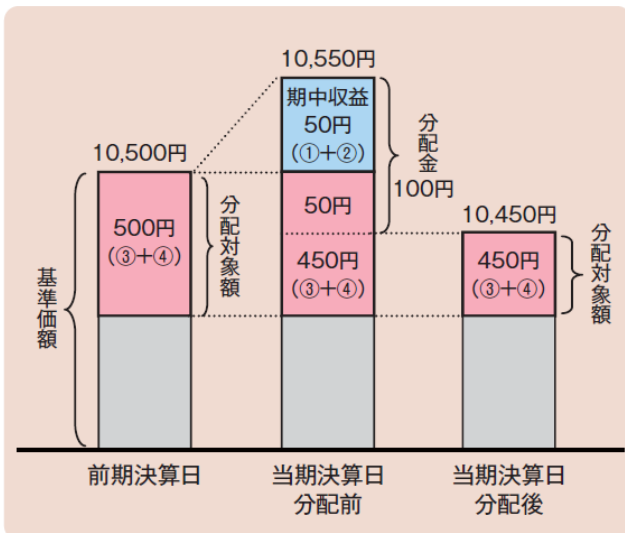 10,550円
期中収益
50円
(①+②)
分配金
100円
10,500円
500円
(③+④)
分配対象額
50円
450円
(③+④)
10,450円
450円
(③+④)
分配対象額
基準価額
前期決算日
当期決算日
分配前
当期決算日
分配後